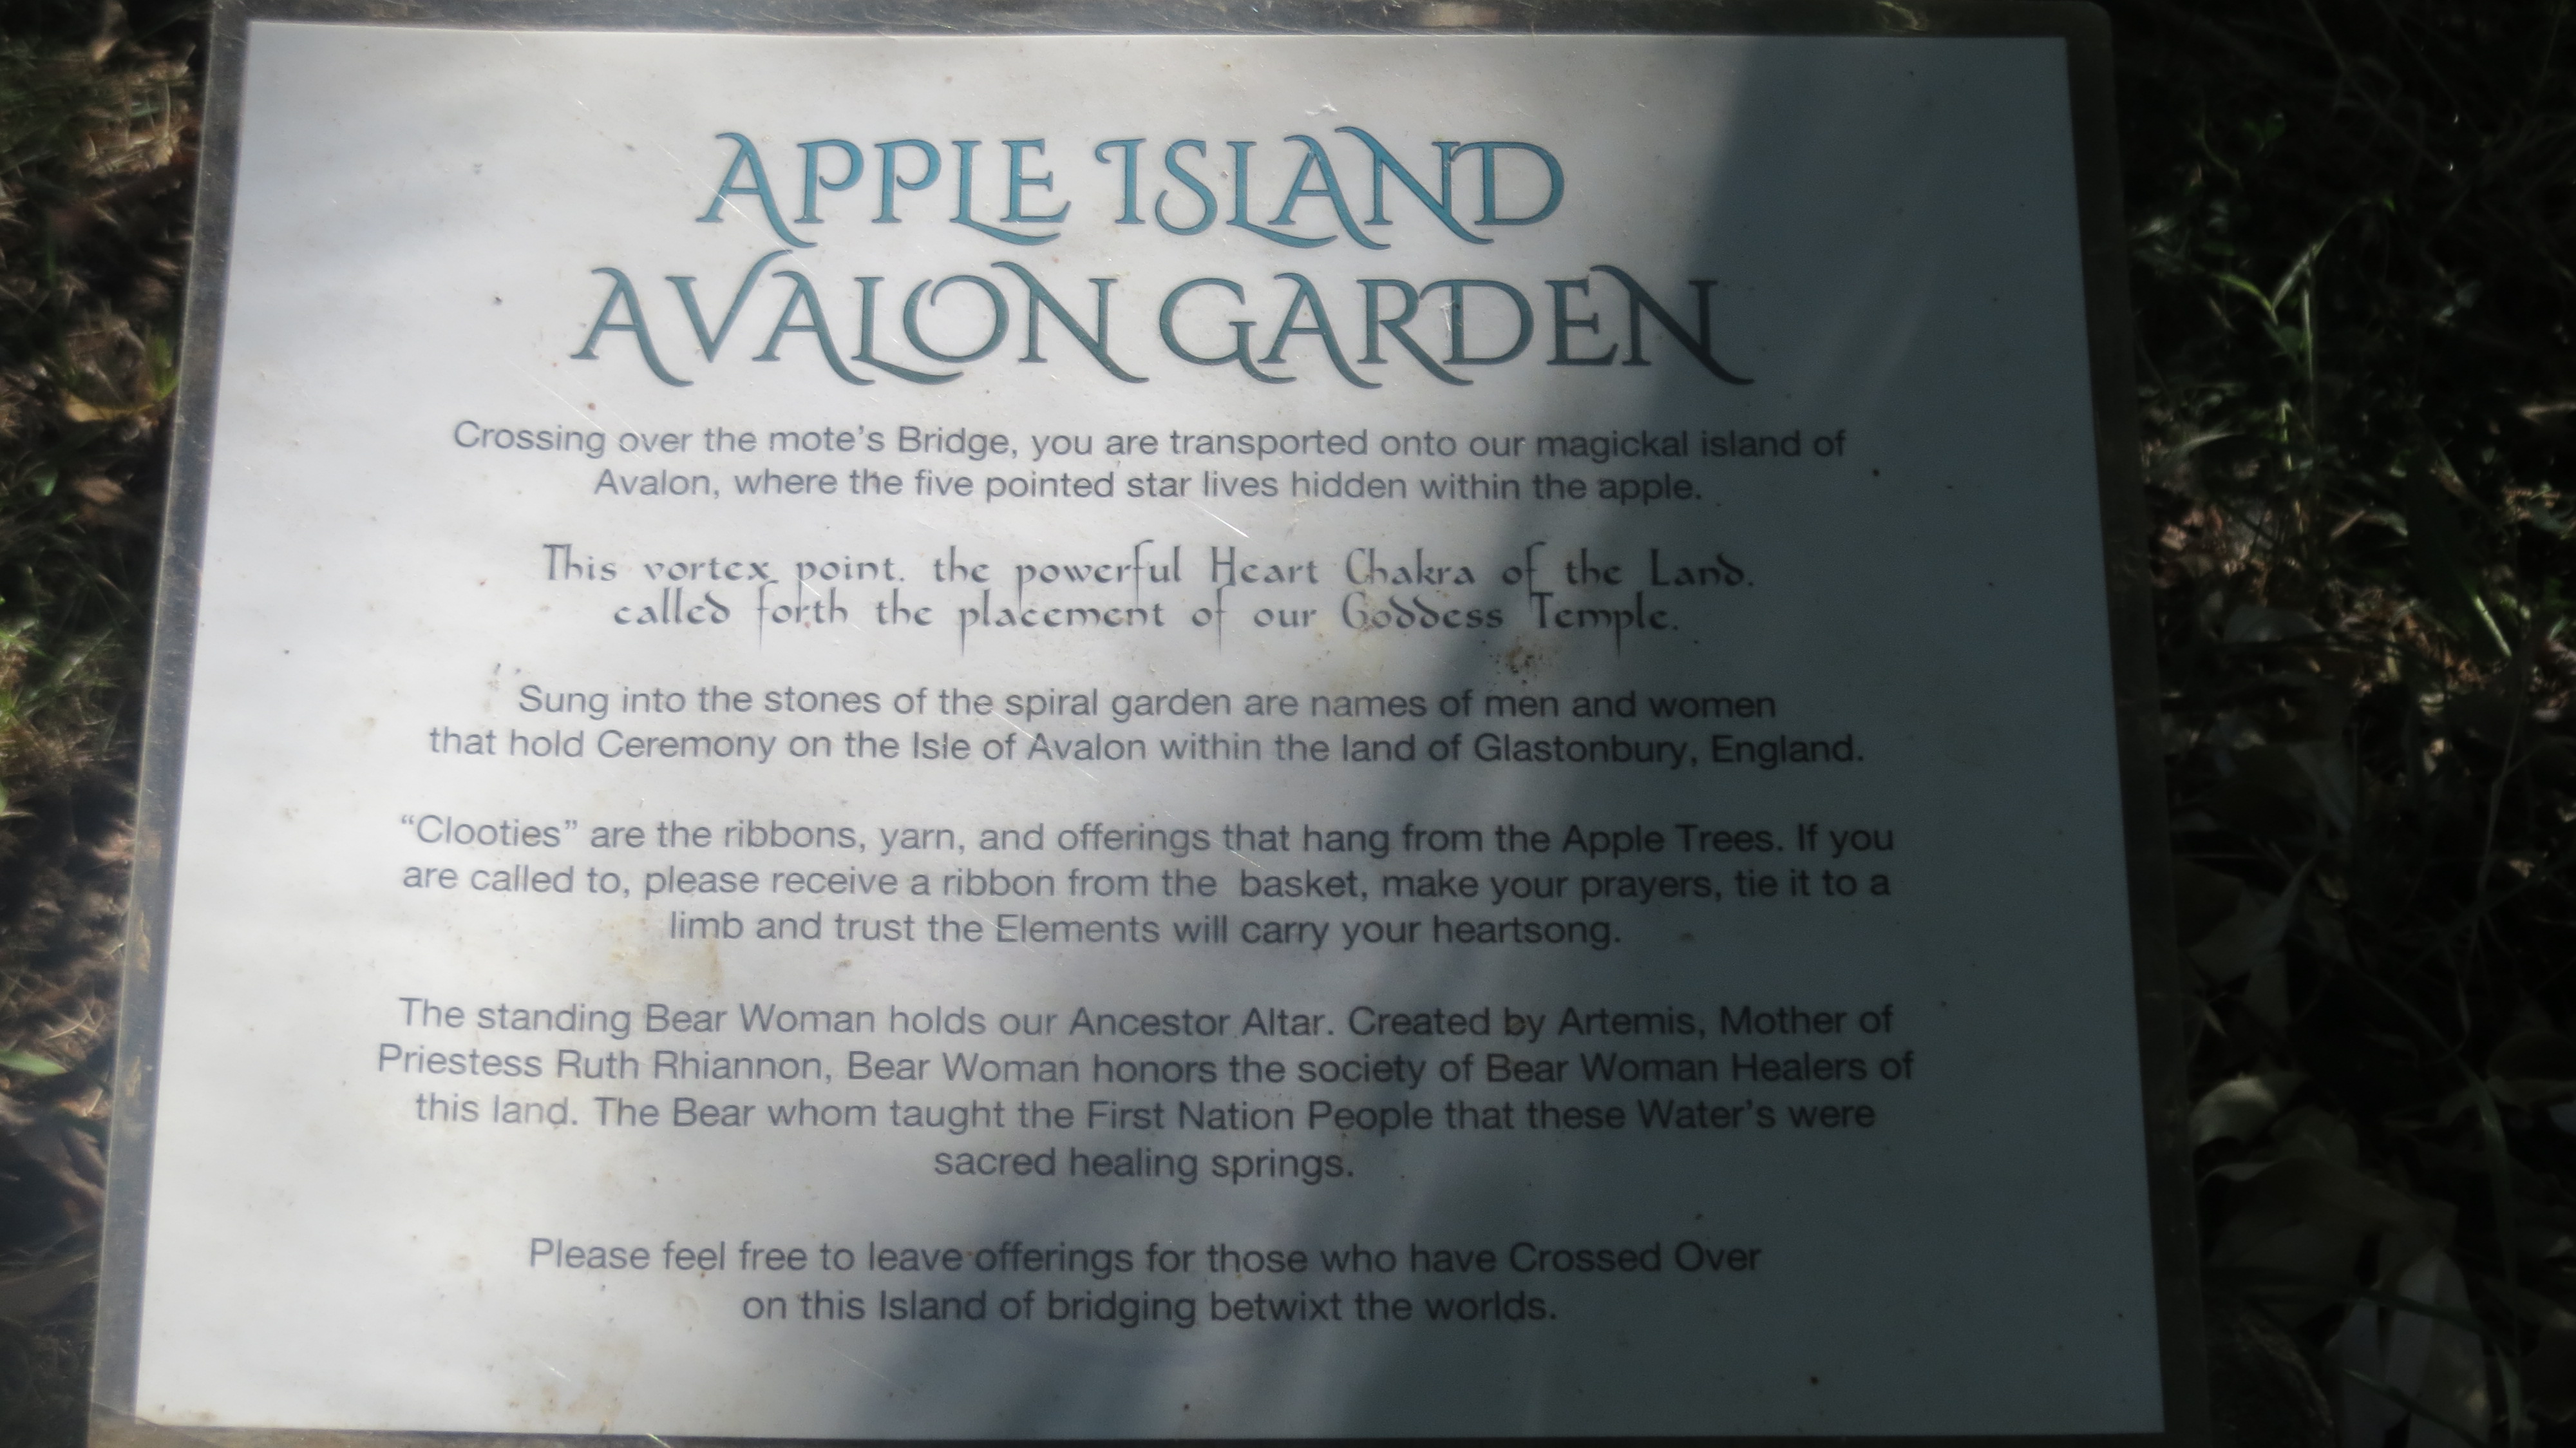 APPLE ISLAND
AVALON GARDEN
Crossing over the mote's Bridge, you are transported onto our magickal island of
Avalon, where the five pointed star lives hidden within the apple.
This vortex point, the powerful Heart Chakra of the Land,
called forth the placement of our Goddess Temple.
Sung into the stones of the spiral garden are names of men and women
that hold Ceremony on the Isle of Avalon within the land of Glastonbury, England.
“Clooties” are the ribbons, yarn, and offerings that hang from the Apple Trees. If you
are called to, please receive a ribbon from the basket, make your prayers, tie it to a
limb and trust the Elements will carry your heartsong.
The standing Bear Woman holds our Ancestor Altar. Created by Artemis, Mother of
Priestess Ruth Rhiannon, Bear Woman honors the society of Bear Woman Healers of
this land. The Bear whom taught the First Nation People that these Water's were
sacred healing springs.
Please feel free to leave offerings for those who have Crossed Over
on this Island of bridging betwixt the worlds.